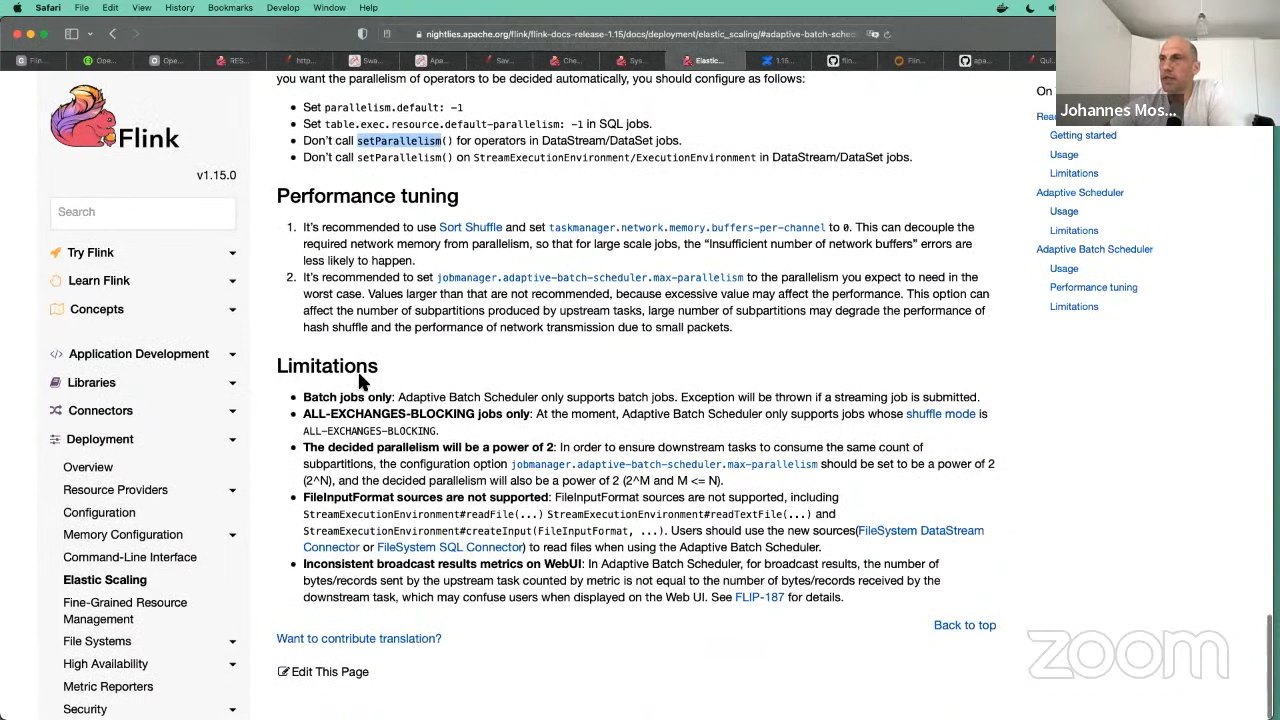 Safari File Edit View History Bookmarks Develop Window Help
nightlies.apache.org/flink/flink-docs-release-1.15/docs/deployment/elastic_scaling/#adaptive-batch-sche
Flin... Ope... Ope... RES... http... Swa... Apa... Sav... Che... Sys... Elastic... 1.15... flin... Flin... apa... Qui
Johannes Mos...
Flink
v1.15.0
Search
Try Flink
Learn Flink
Concepts
Application Development
Libraries
Connectors
Deployment
Overview
Resource Providers
Configuration
Memory Configuration
Command-Line Interface
Elastic Scaling
Fine-Grained Resource
Management
File Systems
High Availability
Metric Reporters
Security
you want the parallelism of operators to be decided automatically, you should configure as follows:
• Set parallelism.default: -1
• Set table.exec.resource.default-parallelism: -1 in SQL jobs.
• Don't call setParallelism() for operators in DataStream/DataSet jobs.
• Don't call setParallelism() on StreamExecutionEnvironment/ExecutionEnvironment in DataStream/DataSet jobs.
Performance tuning
1. It's recommended to use Sort Shuffle and set taskmanager.network.memory.buffers-per-channel to 0. This can decouple the
required network memory from parallelism, so that for large scale jobs, the “Insufficient number of network buffers” errors are
less likely to happen.
2. It's recommended to set jobmanager.adaptive-batch-scheduler.max-parallelism to the parallelism you expect to need in the
worst case. Values larger than that are not recommended, because excessive value may affect the performance. This option can
affect the number of subpartitions produced by upstream tasks, large number of subpartitions may degrade the performance of
hash shuffle and the performance of network transmission due to small packets.
Limitations
• Batch jobs only: Adaptive Batch Scheduler only supports batch jobs. Exception will be thrown if a streaming job is submitted.
• ALL-EXCHANGES-BLOCKING jobs only: At the moment, Adaptive Batch Scheduler only supports jobs whose shuffle mode is
ALL-EXCHANGES-BLOCKING.
• The decided parallelism will be a power of 2: In order to ensure downstream tasks to consume the same count of
subpartitions, the configuration option jobmanager.adaptive-batch-scheduler.max-parallelism should be set to be a power of 2
(2^N), and the decided parallelism will also be a power of 2 (2^M and M <= N).
• FileInputFormat sources are not supported: FileInputFormat sources are not supported, including
StreamExecutionEnvironment#readFile(...) StreamExecutionEnvironment#readTextFile(...) and
StreamExecutionEnvironment#createInput(FileInputFormat, ...). Users should use the new sources(FileSystem DataStream
Connector or FileSystem SQL Connector) to read files when using the Adaptive Batch Scheduler.
• Inconsistent broadcast results metrics on WebUI: In Adaptive Batch Scheduler, for broadcast results, the number of
bytes/records sent by the upstream task counted by metric is not equal to the number of bytes/records received by the
downstream task, which may confuse users when displayed on the Web UI. See FLIP-187 for details.
Back to top
Want to contribute translation?
Edit This Page
On
Rea
Getting started
Usage
Limitations
Adaptive Scheduler
Usage
Limitations
Adaptive Batch Scheduler
Usage
Performance tuning
Limitations
zoom